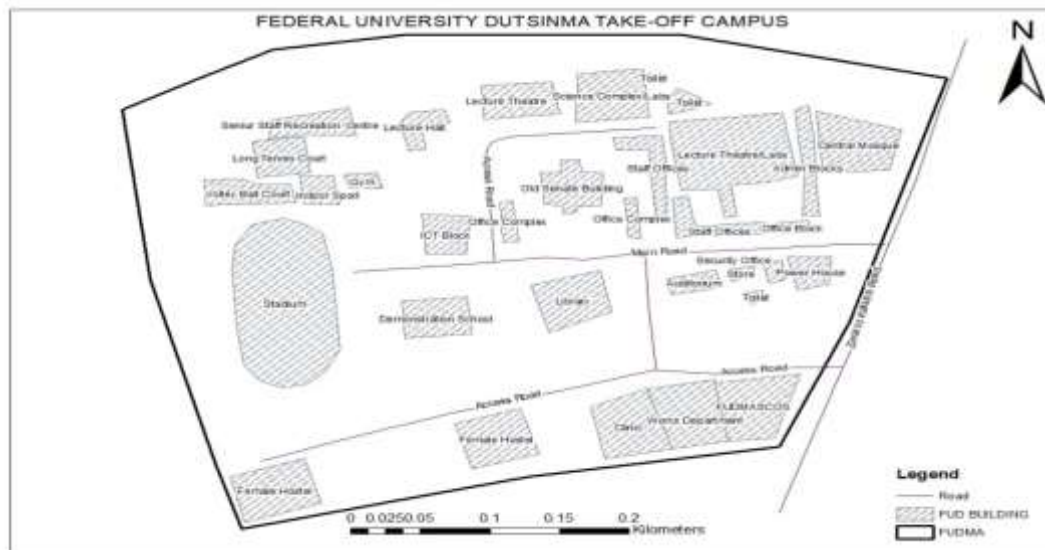 FEDERAL UNIVERSITY DUTSINMA TAKE-OFF CAMPUS
N
Toilet
Lecture Theatre
Science Complex/Labs
Toilet
Senior Staff Recreation Centre
Lecture Hall
Central Mosque
Long Tennis Court
Lecture Theatre/Labs
Staff Offices
Admin Blocks
Access Road
Gym
Old Senate Building
Volley Ball Court
Indoor Sport
Office Complex
Office Complex
ICT Block
Staff Offices
Office Block
Main Road
Security Office
Store
Power House
Auditorium
Toilet
Stadium
Library
Demonstration School
Access Road
Access Road
FUDMASCOS
Works Department
Clinic
Female Hostel
Female Hostel
Legend
Road
FUD BUILDING
FUDMA
0 0.0250.05 0.1 0.15 0.2
Kilometers